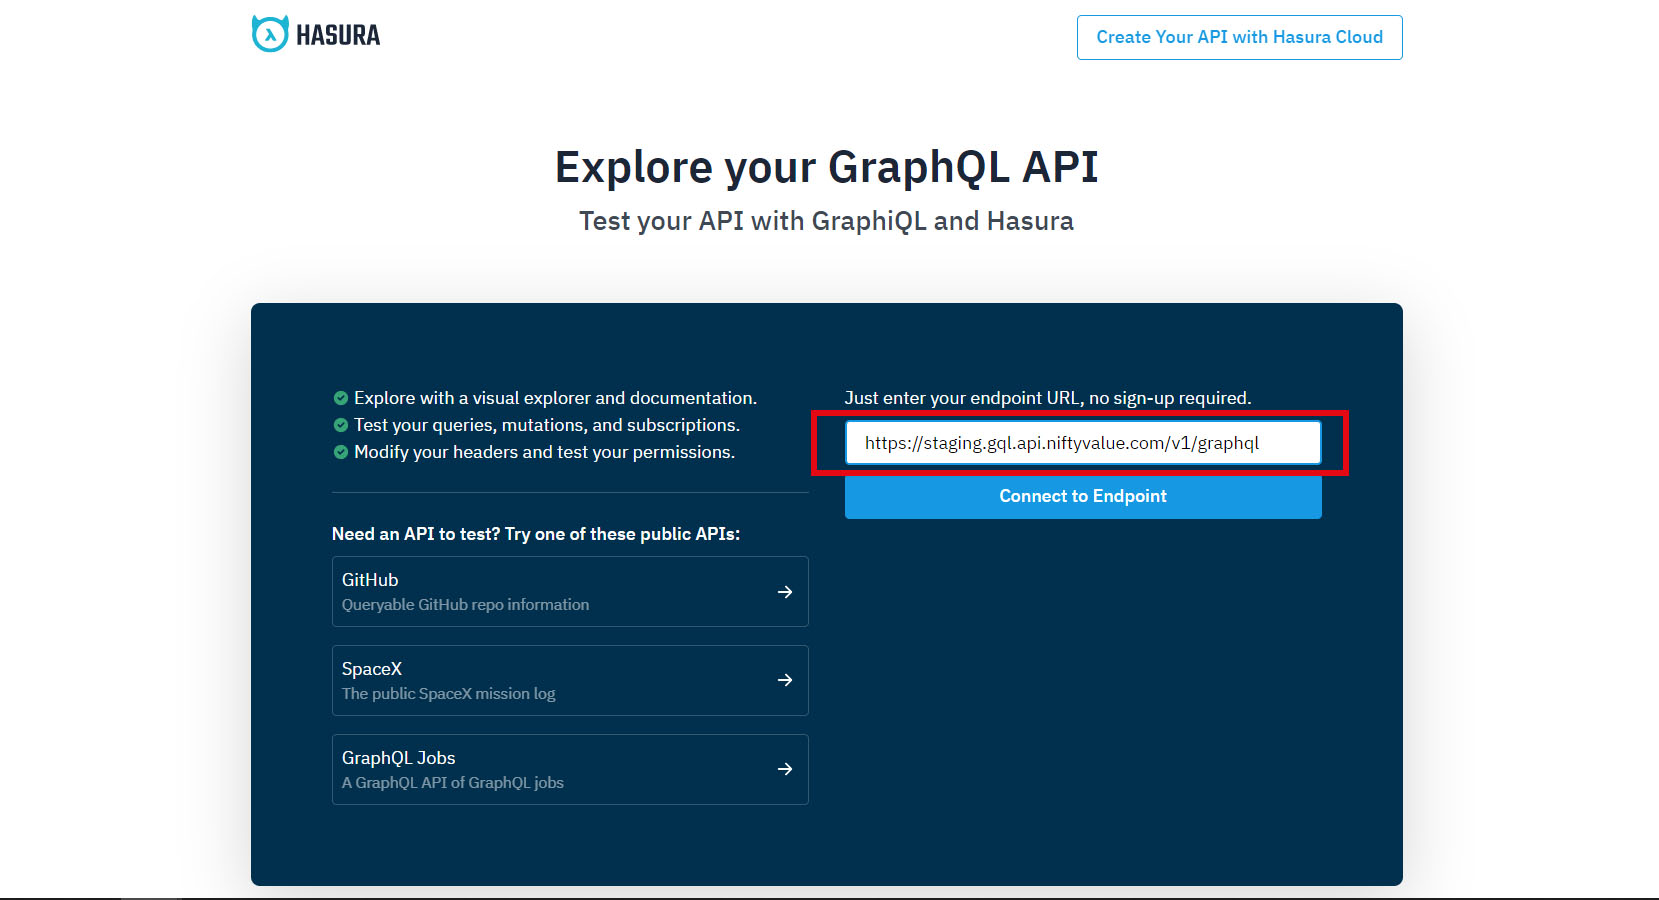 HASURA
Create Your API with Hasura Cloud
Explore your GraphQL API
Test your API with GraphiQL and Hasura
Explore with a visual explorer and documentation.
Test your queries, mutations, and subscriptions.
Modify your headers and test your permissions.
Need an API to test? Try one of these public APIs:
GitHub
Queryable GitHub repo information
SpaceX
The public SpaceX mission log
GraphQL Jobs
A GraphQL API of GraphQL jobs
Just enter your endpoint URL, no sign-up required.
https://staging.gql.api.niftyvalue.com/v1/graphql
Connect to Endpoint